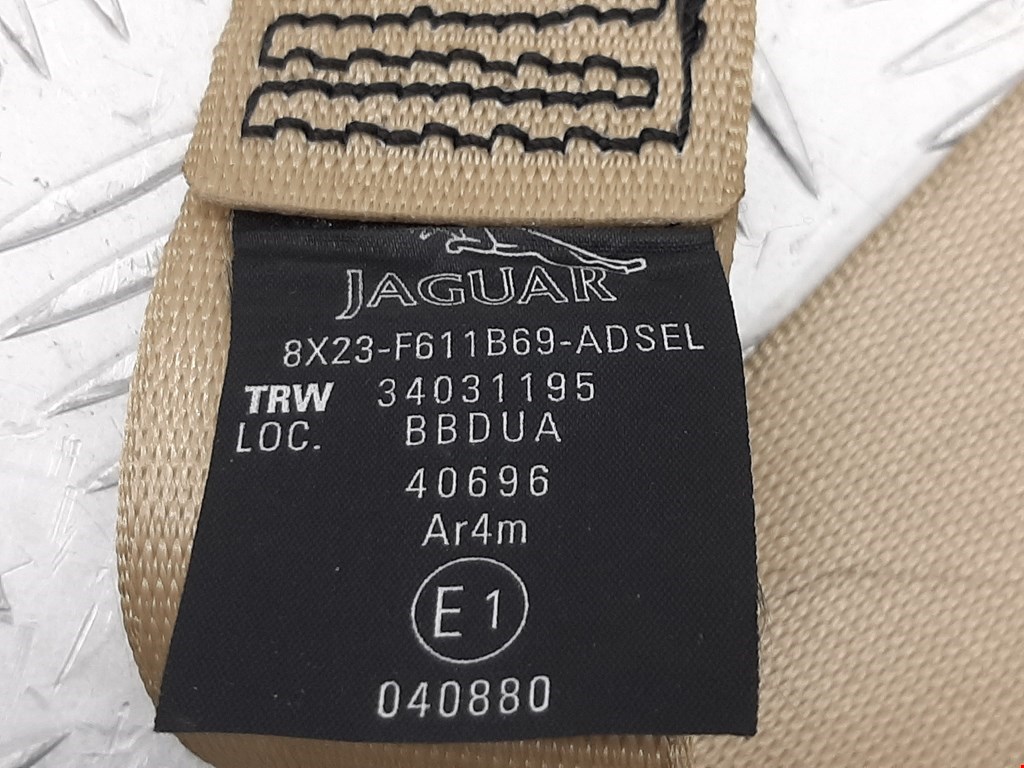 JAGUAR
8X23-F611B69-ADSEL
TRW 34031195
LOC. BBDUA
40696
Ar4m
E1
040880